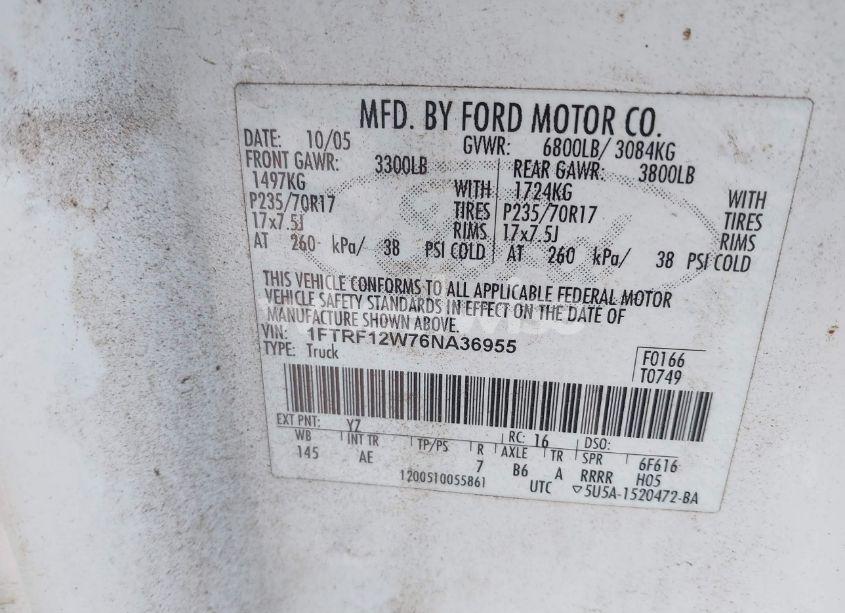 MFD. BY FORD MOTOR CO.
DATE: 10/05 GVWR: 6800LB/ 3084KG
FRONT GAWR: 3300LB REAR GAWR: 3800LB
1497KG WITH 1724KG WITH
P235/70R17 TIRES P235/70R17 TIRES
17x7.5J RIMS 17x7.5J RIMS
AT 260 kPa/ 38 PSI COLD AT 260 kPa/ 38 PSI COLD
THIS VEHICLE CONFORMS TO ALL APPLICABLE FEDERAL MOTOR
VEHICLE SAFETY STANDARDS IN EFFECT ON THE DATE OF
MANUFACTURE SHOWN ABOVE.
VIN: 1FTRF12W76NA36955
TYPE: Truck
F0166
T0749
EXT PNT: YZ RC: 16 DSO:
WB INT TR TP/PS R AXLE TR SPR 6F616
145 AE 7 B6 A RRRR H05
1200510055861 UTC ▽5U5A-1520472-BA